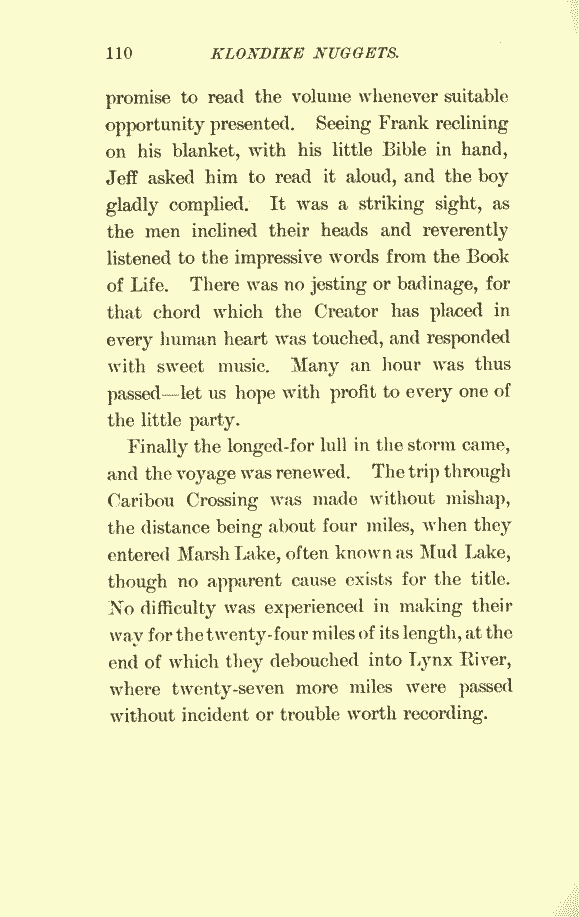 110 KLONDIKE NUGGETS.
promise to read the volume whenever suitable
opportunity presented. Seeing Frank reclining
on his blanket, with his little Bible in hand,
Jeff asked him to read it aloud, and the boy
gladly complied. It was a striking sight, as
the men inclined their heads and reverently
listened to the impressive words from the Book
of Life. There was no jesting or badinage, for
that chord which the Creator has placed in
every human heart was touched, and responded
with sweet music. Many an hour was thus
passed—let us hope with profit to every one of
the little party.
Finally the longed-for lull in the storm came,
and the voyage was renewed. The trip through
Caribou Crossing was made without mishap,
the distance being about four miles, when they
entered Marsh Lake, often known as Mud Lake,
though no apparent cause exists for the title.
No difficulty was experienced in making their
way for the twenty-four miles of its length, at the
end of which they debouched into Lynx River,
where twenty-seven more miles were passed
without incident or trouble worth recording.